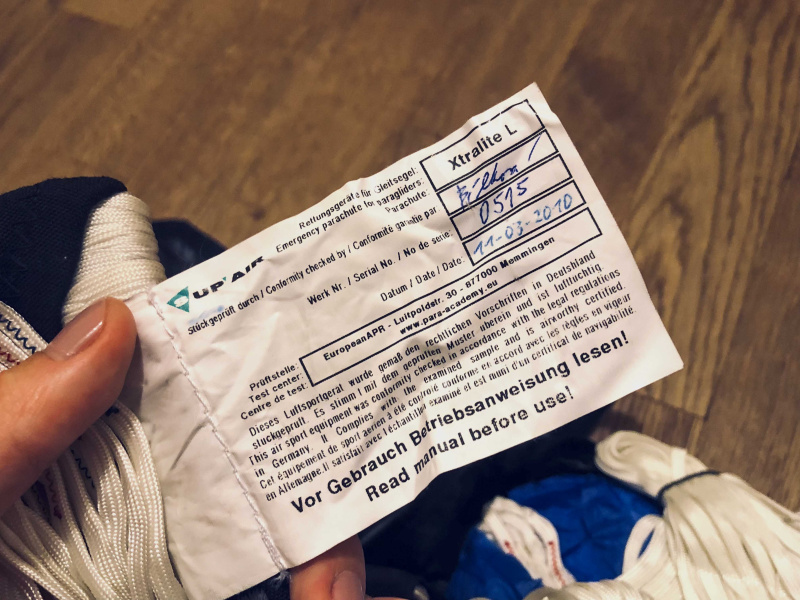 Xtralite L
Rettungsgerät für Gleitsegel:
Emergency parachute for paragliders:
Parachute:
UP'AIR
Stückgeprüft durch / Conformity checked by / Conformité garatie par
Werk Nr. / Serial No. / No de serie: 0515
Datum / Date / Date: 11-03-2010
Prüfstelle:
Test center:
Centre de test:
EuropeanAPR - Luitpoldstr. 30 - 877000 Memmingen
www.para-academy.eu
Dieses Luftsportgerät wurde gemäß den rechtlichen Vorschriften in Deutschland
stückgeprüft. Es stimmt mit dem geprüften Muster überein und ist lufttüchtig.
This air sport equipment was conformity checked in accordance with the legal regulations
in Germany. It Complies with the examined sample and is airworthy certified.
Cet équipement de sport aérien a été contrôlé conforme en accord avec les règles en vigeur
en Allemagne.Il satisfait avec l'échantillon examiné et est muni d'un certifical de navigabilité.
Vor Gebrauch Betriebsanweisung lesen!
Read manual before use!